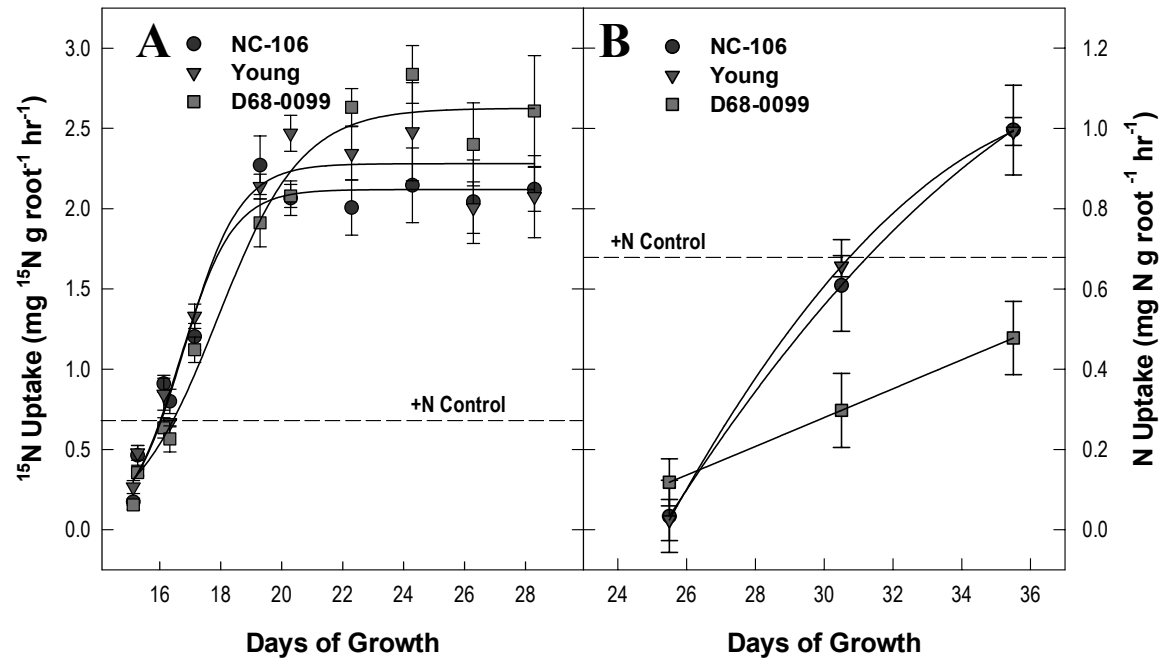 A
NC-106
Young
D68-0099
3.0
2.5
2.0
1.5
1.0
0.5
0.0
¹⁵N Uptake (mg ¹⁵N g root⁻¹ hr⁻¹)
+N Control
16 18 20 22 24 26 28
Days of Growth
B
NC-106
Young
D68-0099
+N Control
1.2
1.0
0.8
0.6
0.4
0.2
0.0
N Uptake (mg N g root⁻¹ hr⁻¹)
24 26 28 30 32 34 36
Days of Growth